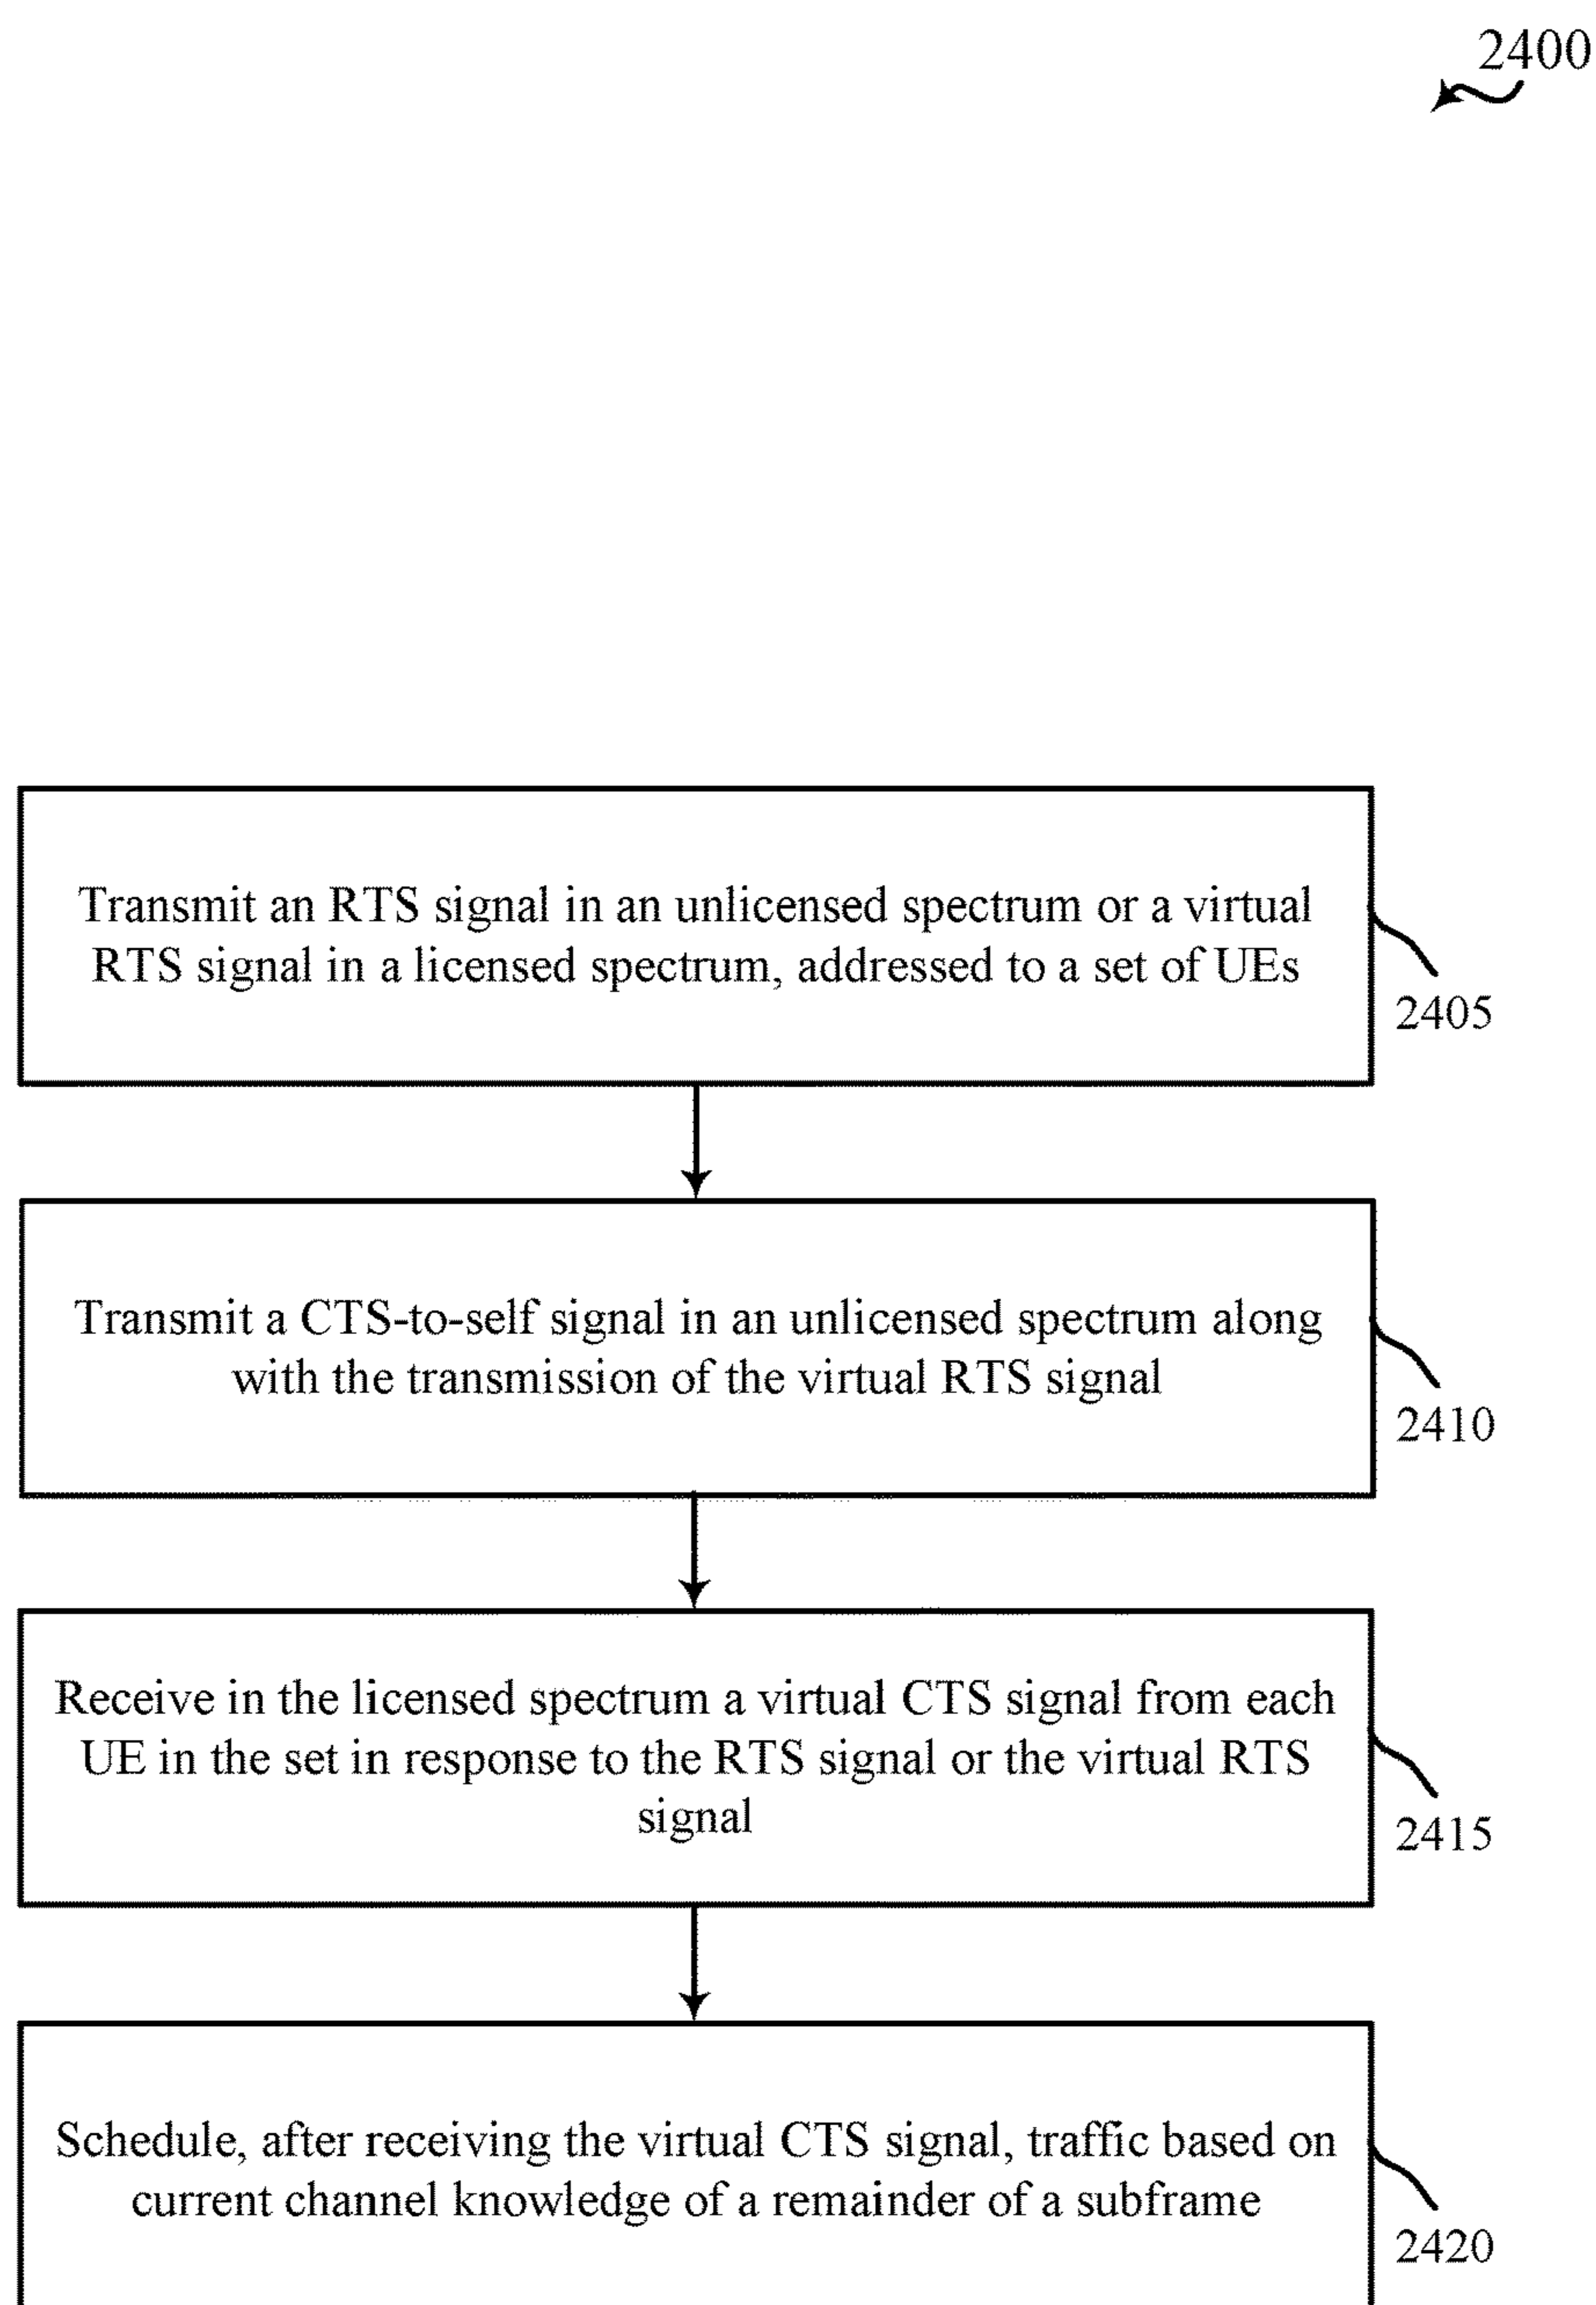 2400
Transmit an RTS signal in an unlicensed spectrum or a virtual
RTS signal in a licensed spectrum, addressed to a set of UEs
2405
Transmit a CTS-to-self signal in an unlicensed spectrum along
with the transmission of the virtual RTS signal
2410
Receive in the licensed spectrum a virtual CTS signal from each
UE in the set in response to the RTS signal or the virtual RTS
signal
2415
Schedule, after receiving the virtual CTS signal, traffic based on
current channel knowledge of a remainder of a subframe
2420